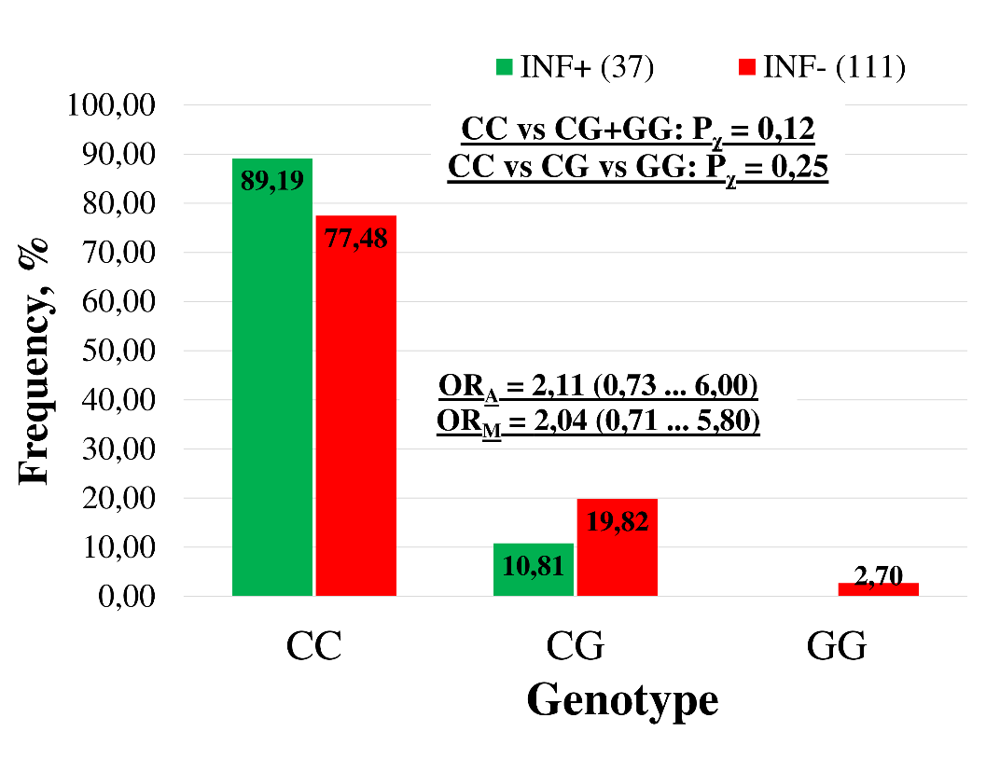 INF+ (37) INF- (111)
100,00
90,00
80,00
70,00
60,00
50,00
40,00
30,00
20,00
10,00
0,00
Frequency, %
CC vs CG+GG: Pχ = 0,12
CC vs CG vs GG: Pχ = 0,25
89,19
77,48
ORA = 2,11 (0,73 ... 6,00)
ORM = 2,04 (0,71 ... 5,80)
10,81
19,82
2,70
CC CG GG
Genotype